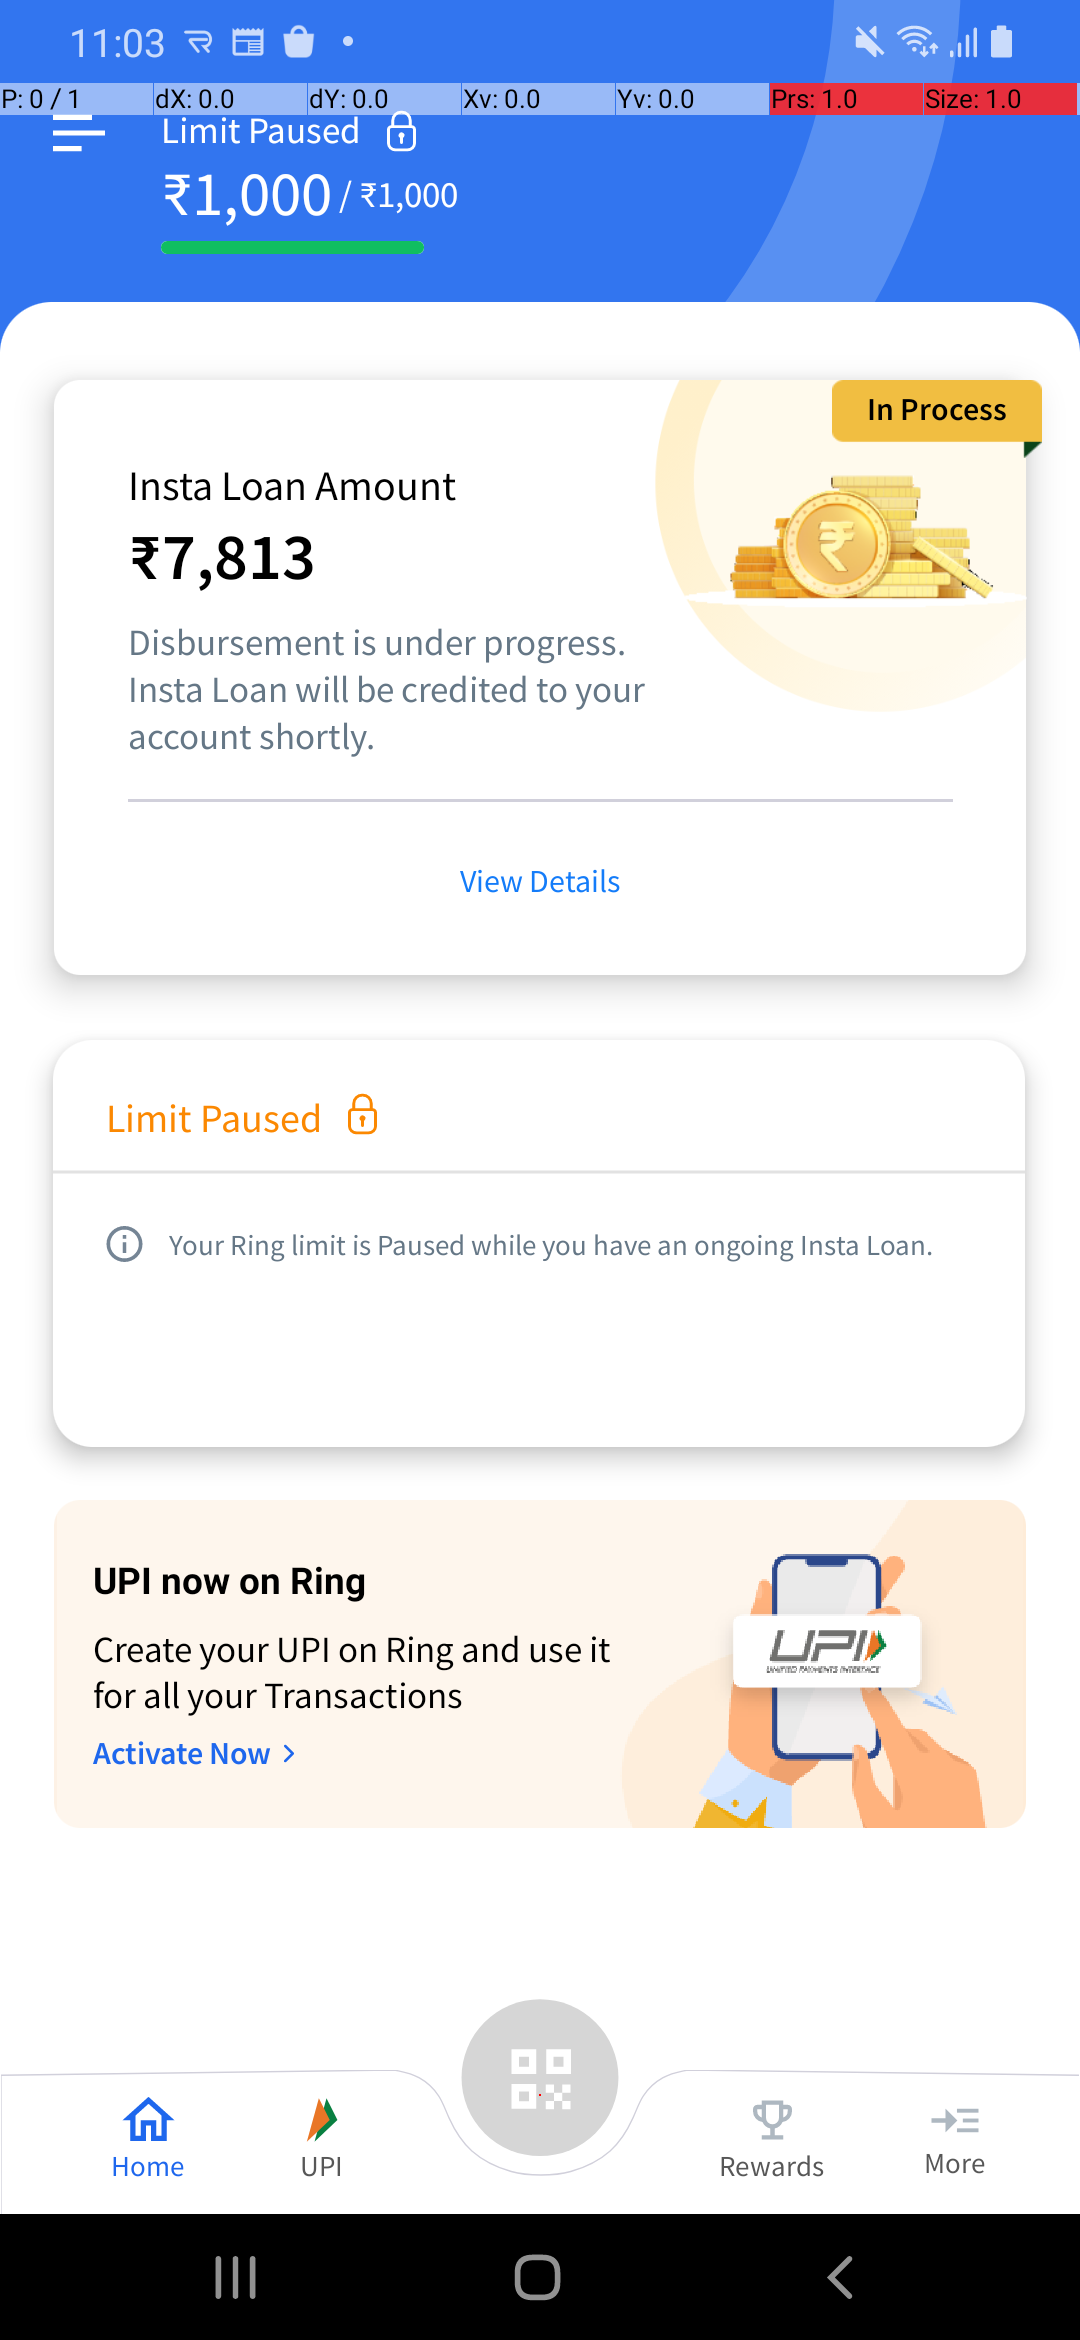 11:03
P: 0 / 1 dX: 0.0 dY: 0.0 Xv: 0.0 Yv: 0.0 Prs: 1.0 Size: 1.0
Limit Paused
₹1,000 / ₹1,000
In Process
Insta Loan Amount
₹7,813
Disbursement is under progress.
Insta Loan will be credited to your
account shortly.
View Details
Limit Paused
Your Ring limit is Paused while you have an ongoing Insta Loan.
UPI now on Ring
Create your UPI on Ring and use it
for all your Transactions
Activate Now
UPI
UNIFIED PAYMENTS INTERFACE
Home UPI Rewards More